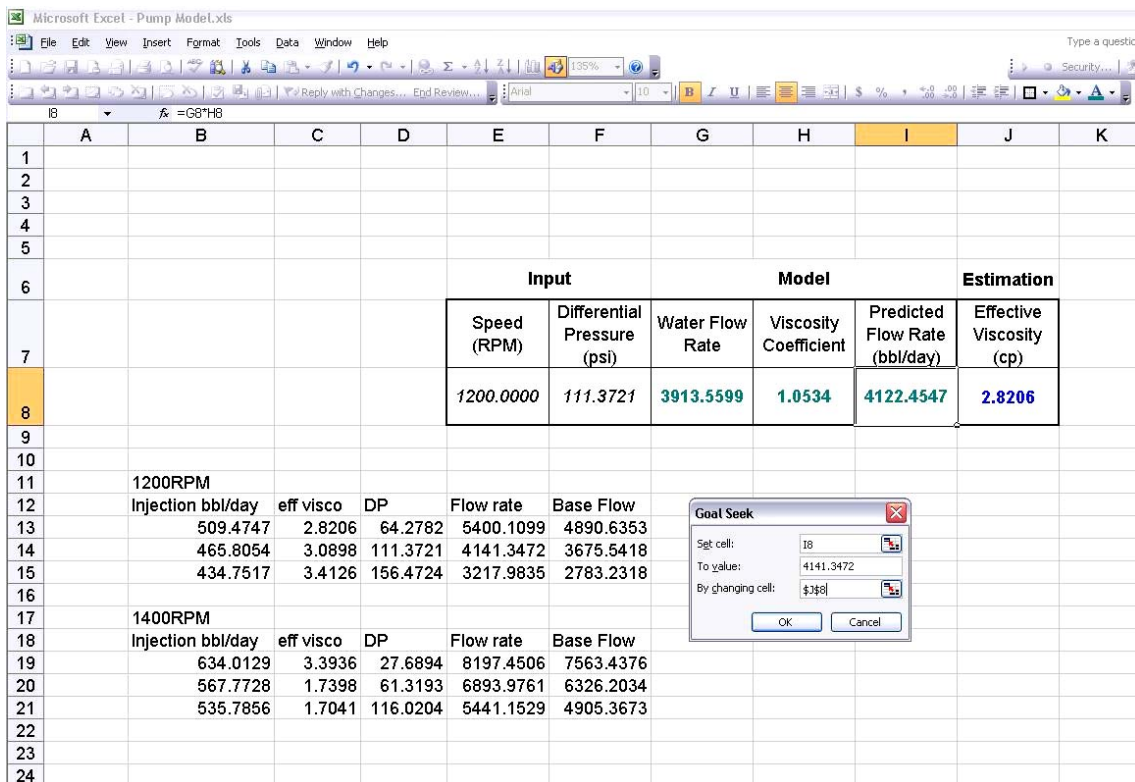 Microsoft Excel - Pump Model.xls
File Edit View Insert Format Tools Data Window Help Type a questio
135% Security...
Reply with Changes... End Review... Arial 10 B I U $ % ,
I8 fx =G8*H8
A B C D E F G H I J K
1
2
3
4
5
6 Input Model Estimation
7 Speed (RPM) Differential Pressure (psi) Water Flow Rate Viscosity Coefficient Predicted Flow Rate (bbl/day) Effective Viscosity (cp)
8 1200.0000 111.3721 3913.5599 1.0534 4122.4547 2.8206
9
10
11 1200RPM
12 Injection bbl/day eff visco DP Flow rate Base Flow
13 509.4747 2.8206 64.2782 5400.1099 4890.6353
14 465.8054 3.0898 111.3721 4141.3472 3675.5418
15 434.7517 3.4126 156.4724 3217.9835 2783.2318
16
17 1400RPM
18 Injection bbl/day eff visco DP Flow rate Base Flow
19 634.0129 3.3936 27.6894 8197.4506 7563.4376
20 567.7728 1.7398 61.3193 6893.9761 6326.2034
21 535.7856 1.7041 116.0204 5441.1529 4905.3673
22
23
24
Goal Seek
Set cell: I8
To value: 4141.3472
By changing cell: $J$8
OK Cancel